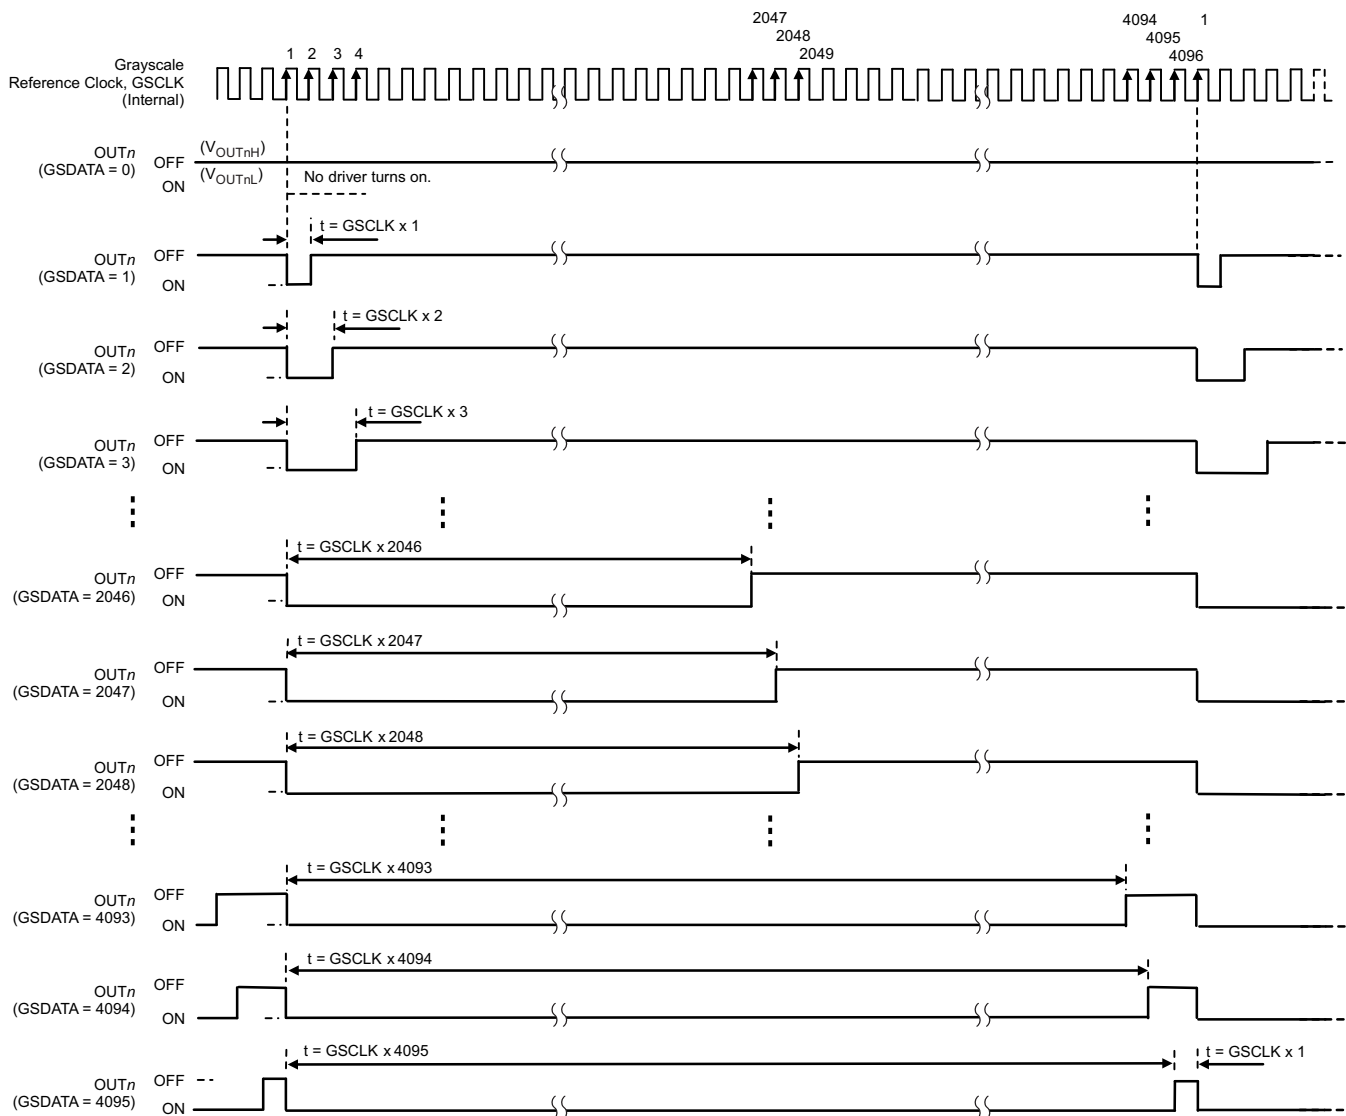 2047
2048
2049
4094
4095
4096
1
1 2 3 4
Grayscale
Reference Clock, GSCLK
(Internal)
OUTn
(GSDATA = 0)
OFF
ON
(VOUTnH)
(VOUTnL)
No driver turns on.
t = GSCLK x 1
OUTn
(GSDATA = 1)
OFF
ON
t = GSCLK x 2
OUTn
(GSDATA = 2)
OFF
ON
t = GSCLK x 3
OUTn
(GSDATA = 3)
OFF
ON
t = GSCLK x 2046
OUTn
(GSDATA = 2046)
OFF
ON
t = GSCLK x 2047
OUTn
(GSDATA = 2047)
OFF
ON
t = GSCLK x 2048
OUTn
(GSDATA = 2048)
OFF
ON
t = GSCLK x 4093
OUTn
(GSDATA = 4093)
OFF
ON
t = GSCLK x 4094
OUTn
(GSDATA = 4094)
OFF
ON
t = GSCLK x 4095
t = GSCLK x 1
OUTn
(GSDATA = 4095)
OFF
ON